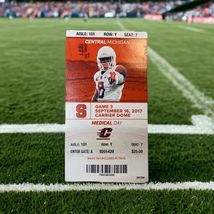 AISLE: 101 ROW: Y SEAT: 7
CENTRAL MICHIGAN
S
GAME 3
SEPTEMBER 16, 2017
CARRIER DOME
MEDICAL DAY
C
AISLE: 101 ROW: Y SEAT: 7
ENTER GATE: A $25.00